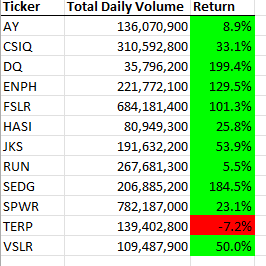 Ticker Total Daily Volume Return
AY 136,070,900 8.9%
CSIQ 310,592,800 33.1%
DQ 35,796,200 199.4%
ENPH 221,772,100 129.5%
FSLR 684,181,400 101.3%
HASI 80,949,300 25.8%
JKS 191,632,200 53.9%
RUN 267,681,300 5.5%
SEDG 206,885,200 184.5%
SPWR 782,187,000 23.1%
TERP 139,402,800 -7.2%
VSLR 109,487,900 50.0%